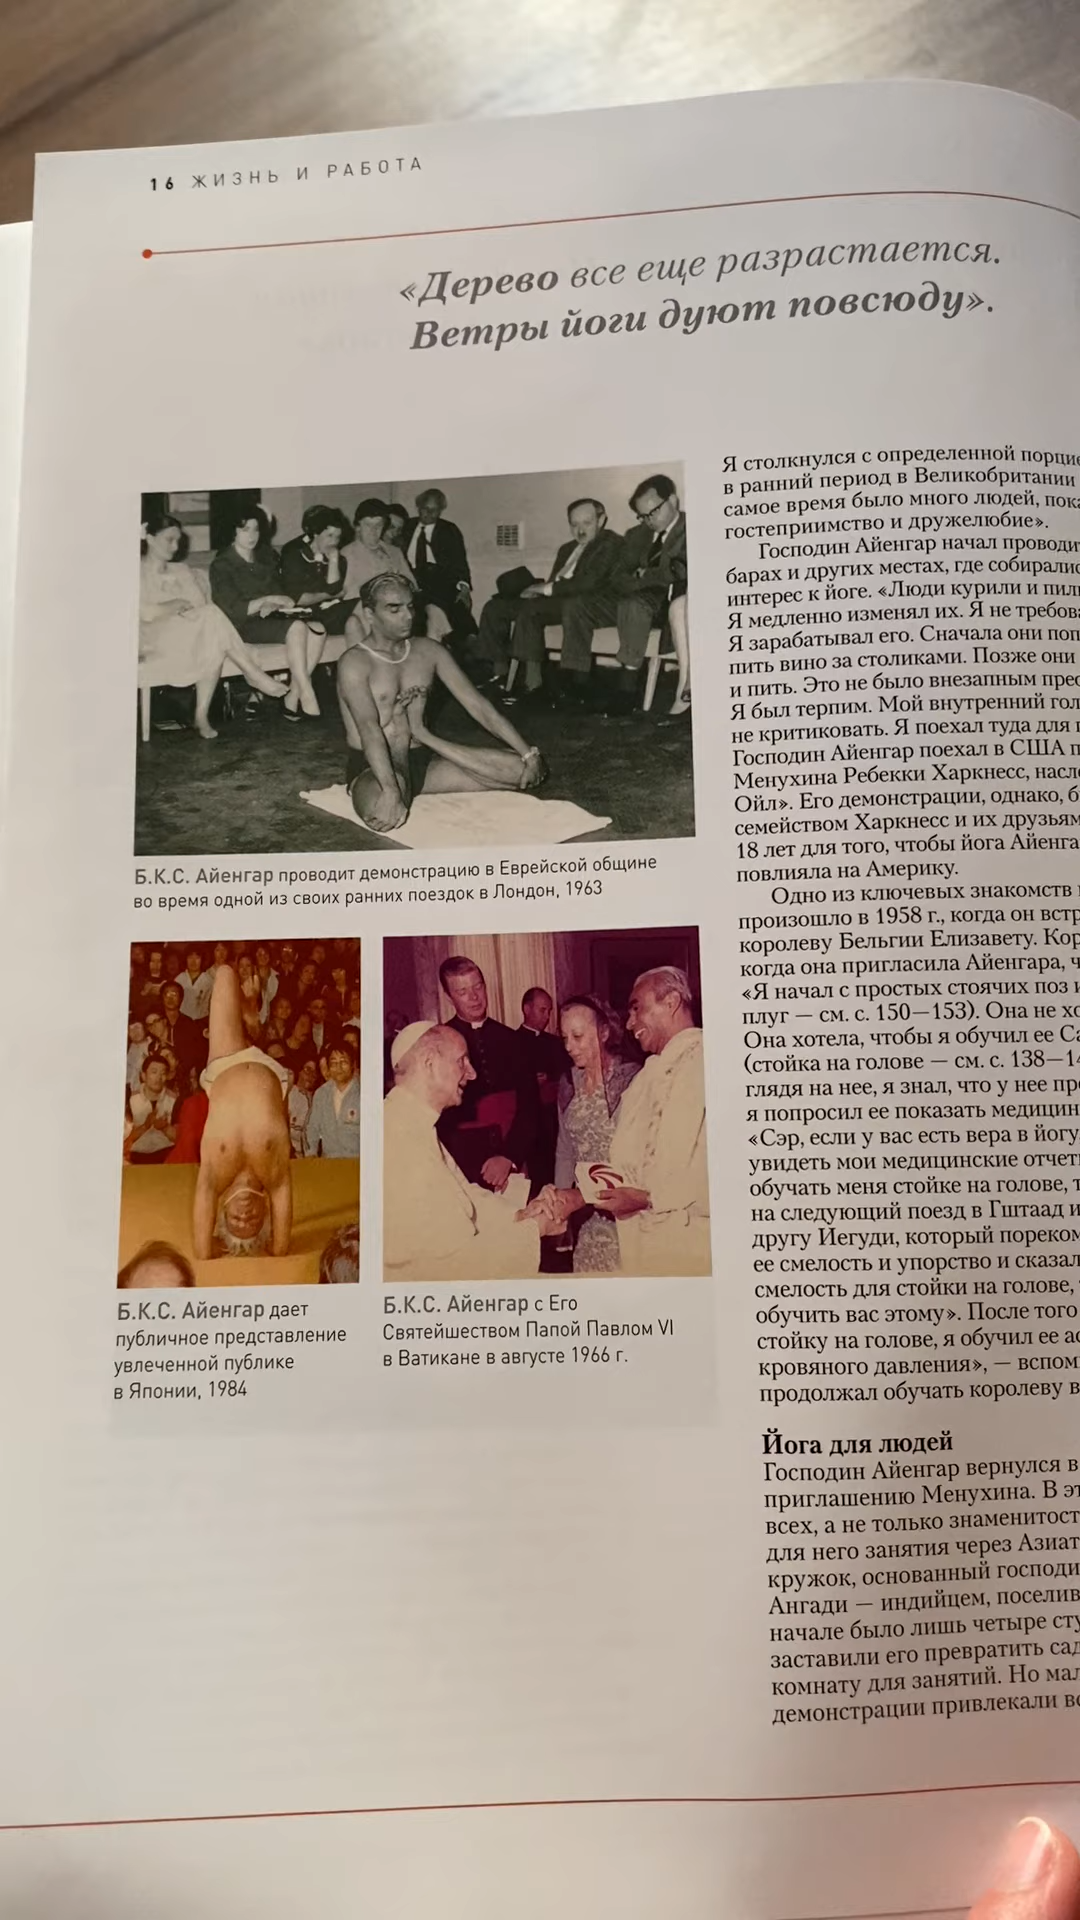 16 ЖИЗНЬ И РАБОТА
«Дерево все еще разрастается.
Ветры йоги дуют повсюду».
Б.К.С. Айенгар проводит демонстрацию в Еврейской общине
во время одной из своих ранних поездок в Лондон, 1963
Б.К.С. Айенгар дает
публичное представление
увлеченной публике
в Японии, 1984
Б.К.С. Айенгар с Его
Святейшеством Папой Павлом VI
в Ватикане в августе 1966 г.
Я столкнулся с определенной
в ранний период в Великобритании
самое время было много людей,
гостеприимство и дружелюбие».
Господин Айенгар начал
барах и других местах, где
интерес к йоге. «Люди курили и
Я медленно изменял их. Я не
Я зарабатывал его. Сначала они
пить вино за столиками. Позже они
и пить. Это не было внезапным
Я был терпим. Мой внутренний
не критиковать. Я поехал туда для
Господин Айенгар поехал в США
Менухина Ребекки Харкнесс,
Ойл». Его демонстрации, однако,
семейством Харкнесс и их друзьям
18 лет для того, чтобы йога
повлияла на Америку.
Одно из ключевых знакомств
произошло в 1958 г., когда он
королеву Бельгии Елизавету.
когда она пригласила Айенгара,
«Я начал с простых стоячих поз
плуг — см. с. 150—153). Она не
Она хотела, чтобы я обучил ее
(стойка на голове — см. с.
глядя на нее, я знал, что у нее
я попросил ее показать
«Сэр, если у вас есть вера в йогу,
увидеть мои медицинские
обучать меня стойке на голове,
на следующий поезд в Гштаад
другу Иегуди, который
ее смелость и упорство и
смелость для стойки на голове,
обучить вас этому». После того
стойку на голове, я обучил ее
кровяного давления», —
продолжал обучать королеву
Йога для людей
Господин Айенгар вернулся в
приглашению Менухина. В
всех, а не только
для него занятия через
кружок, основанный
Ангади — индийцем,
начале было лишь четыре
заставили его превратить
комнату для занятий. Но
демонстрации привлекали